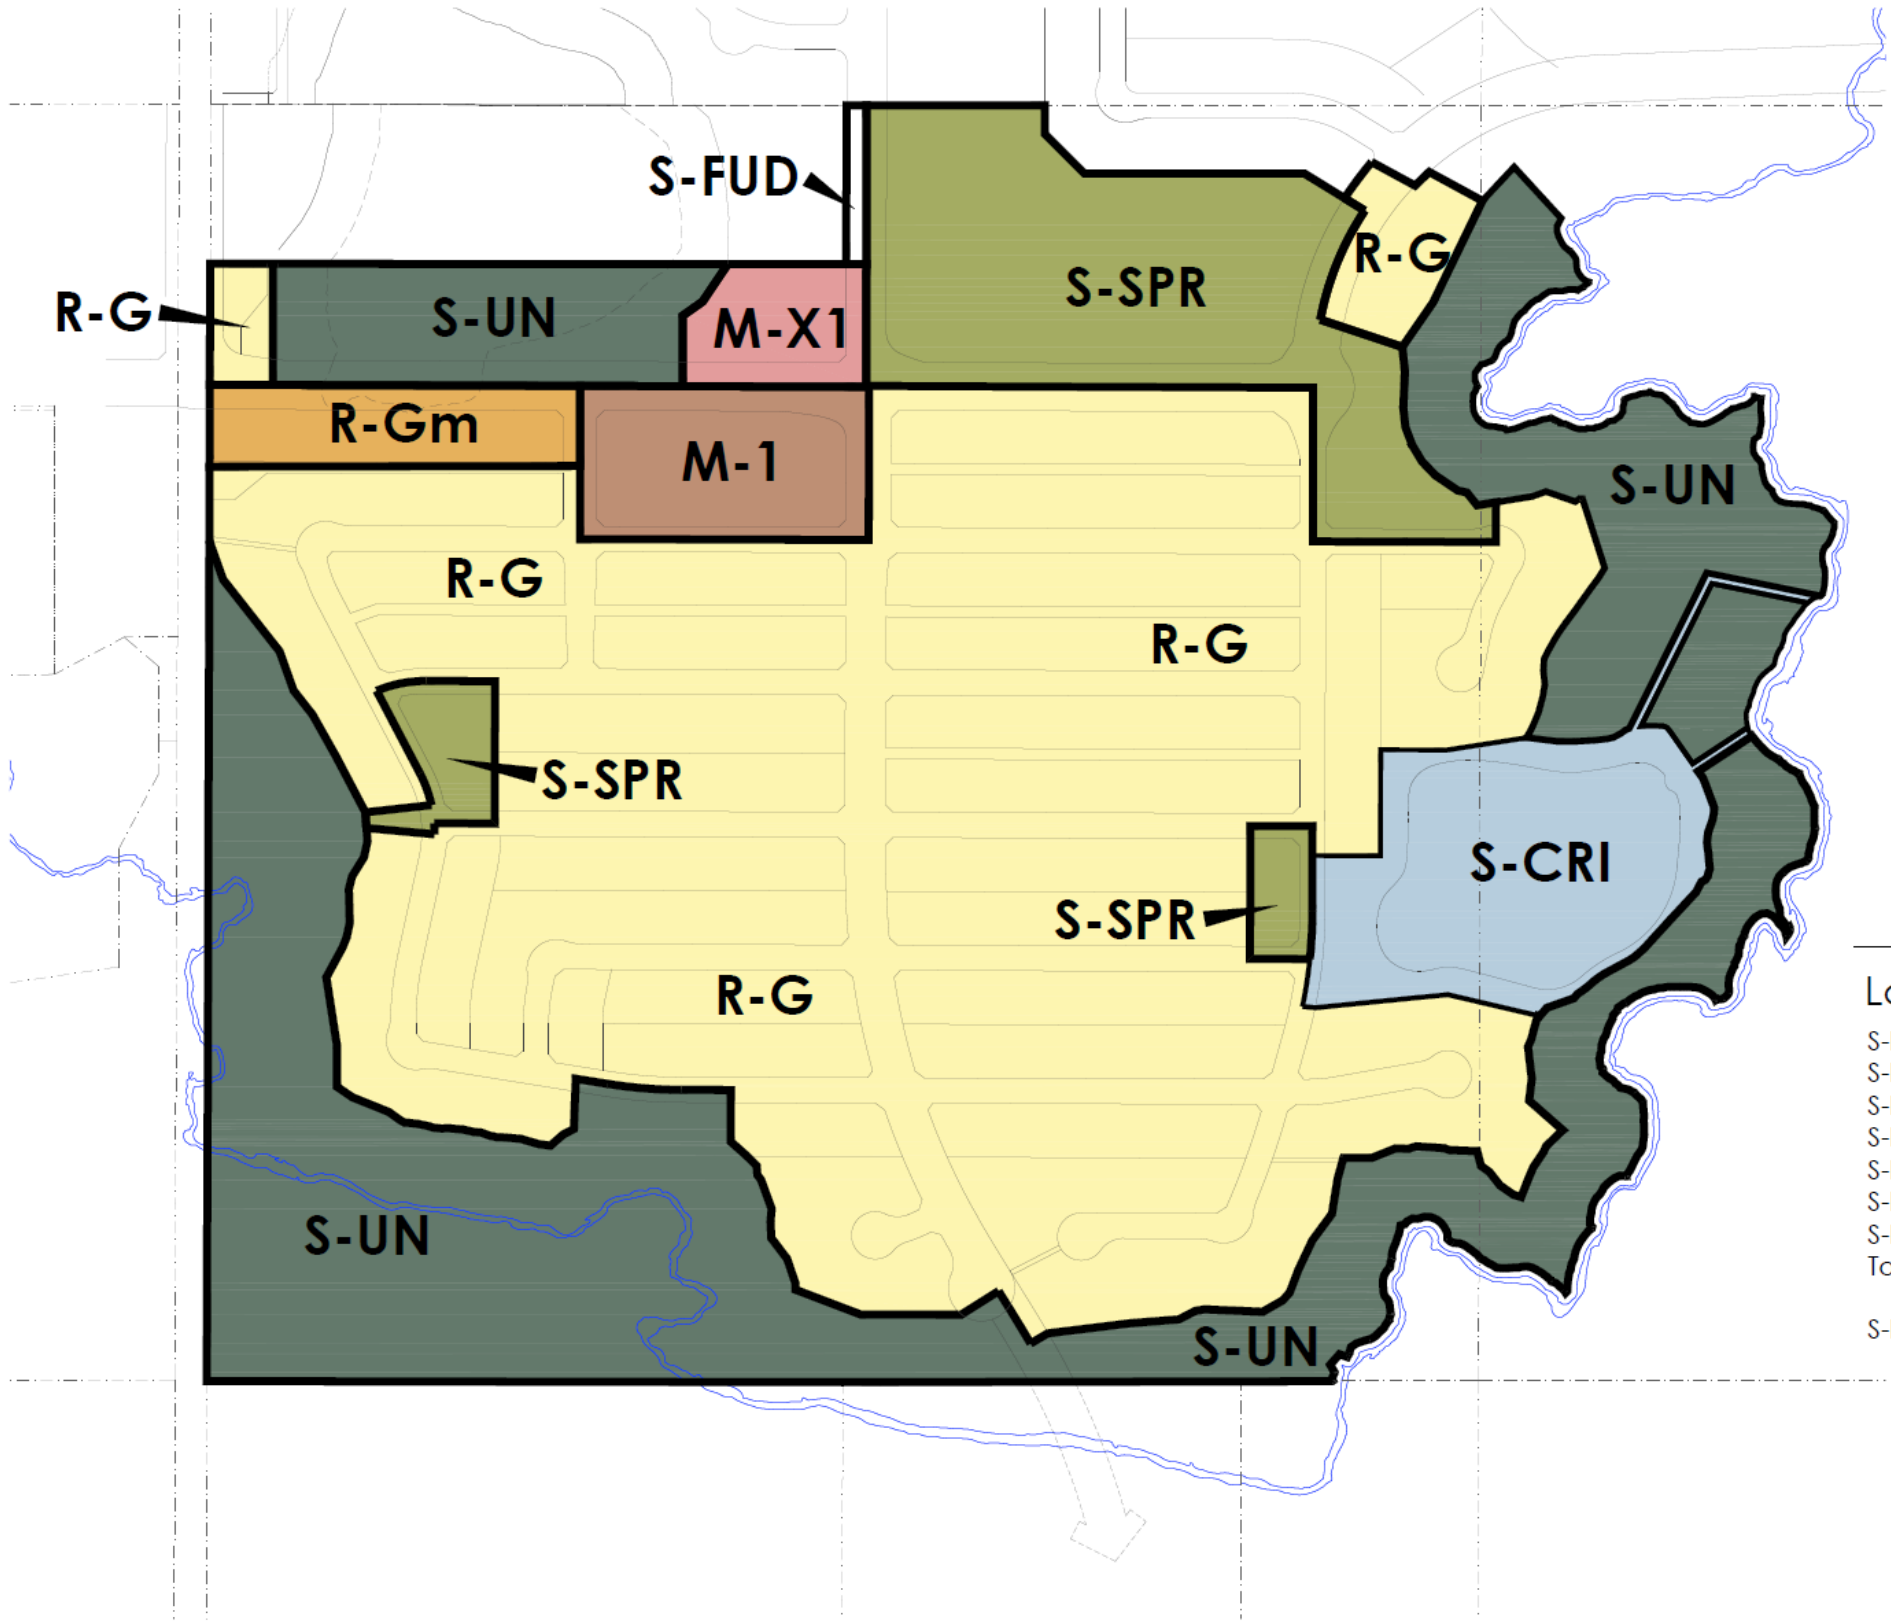 S-FUD
R-G
S-SPR
R-G
S-UN
M-X1
R-Gm
M-1
S-UN
R-G
R-G
S-SPR
S-CRI
S-SPR
R-G
S-UN
S-UN
S-
S-
S-
S-
S-
S-
S-
S-